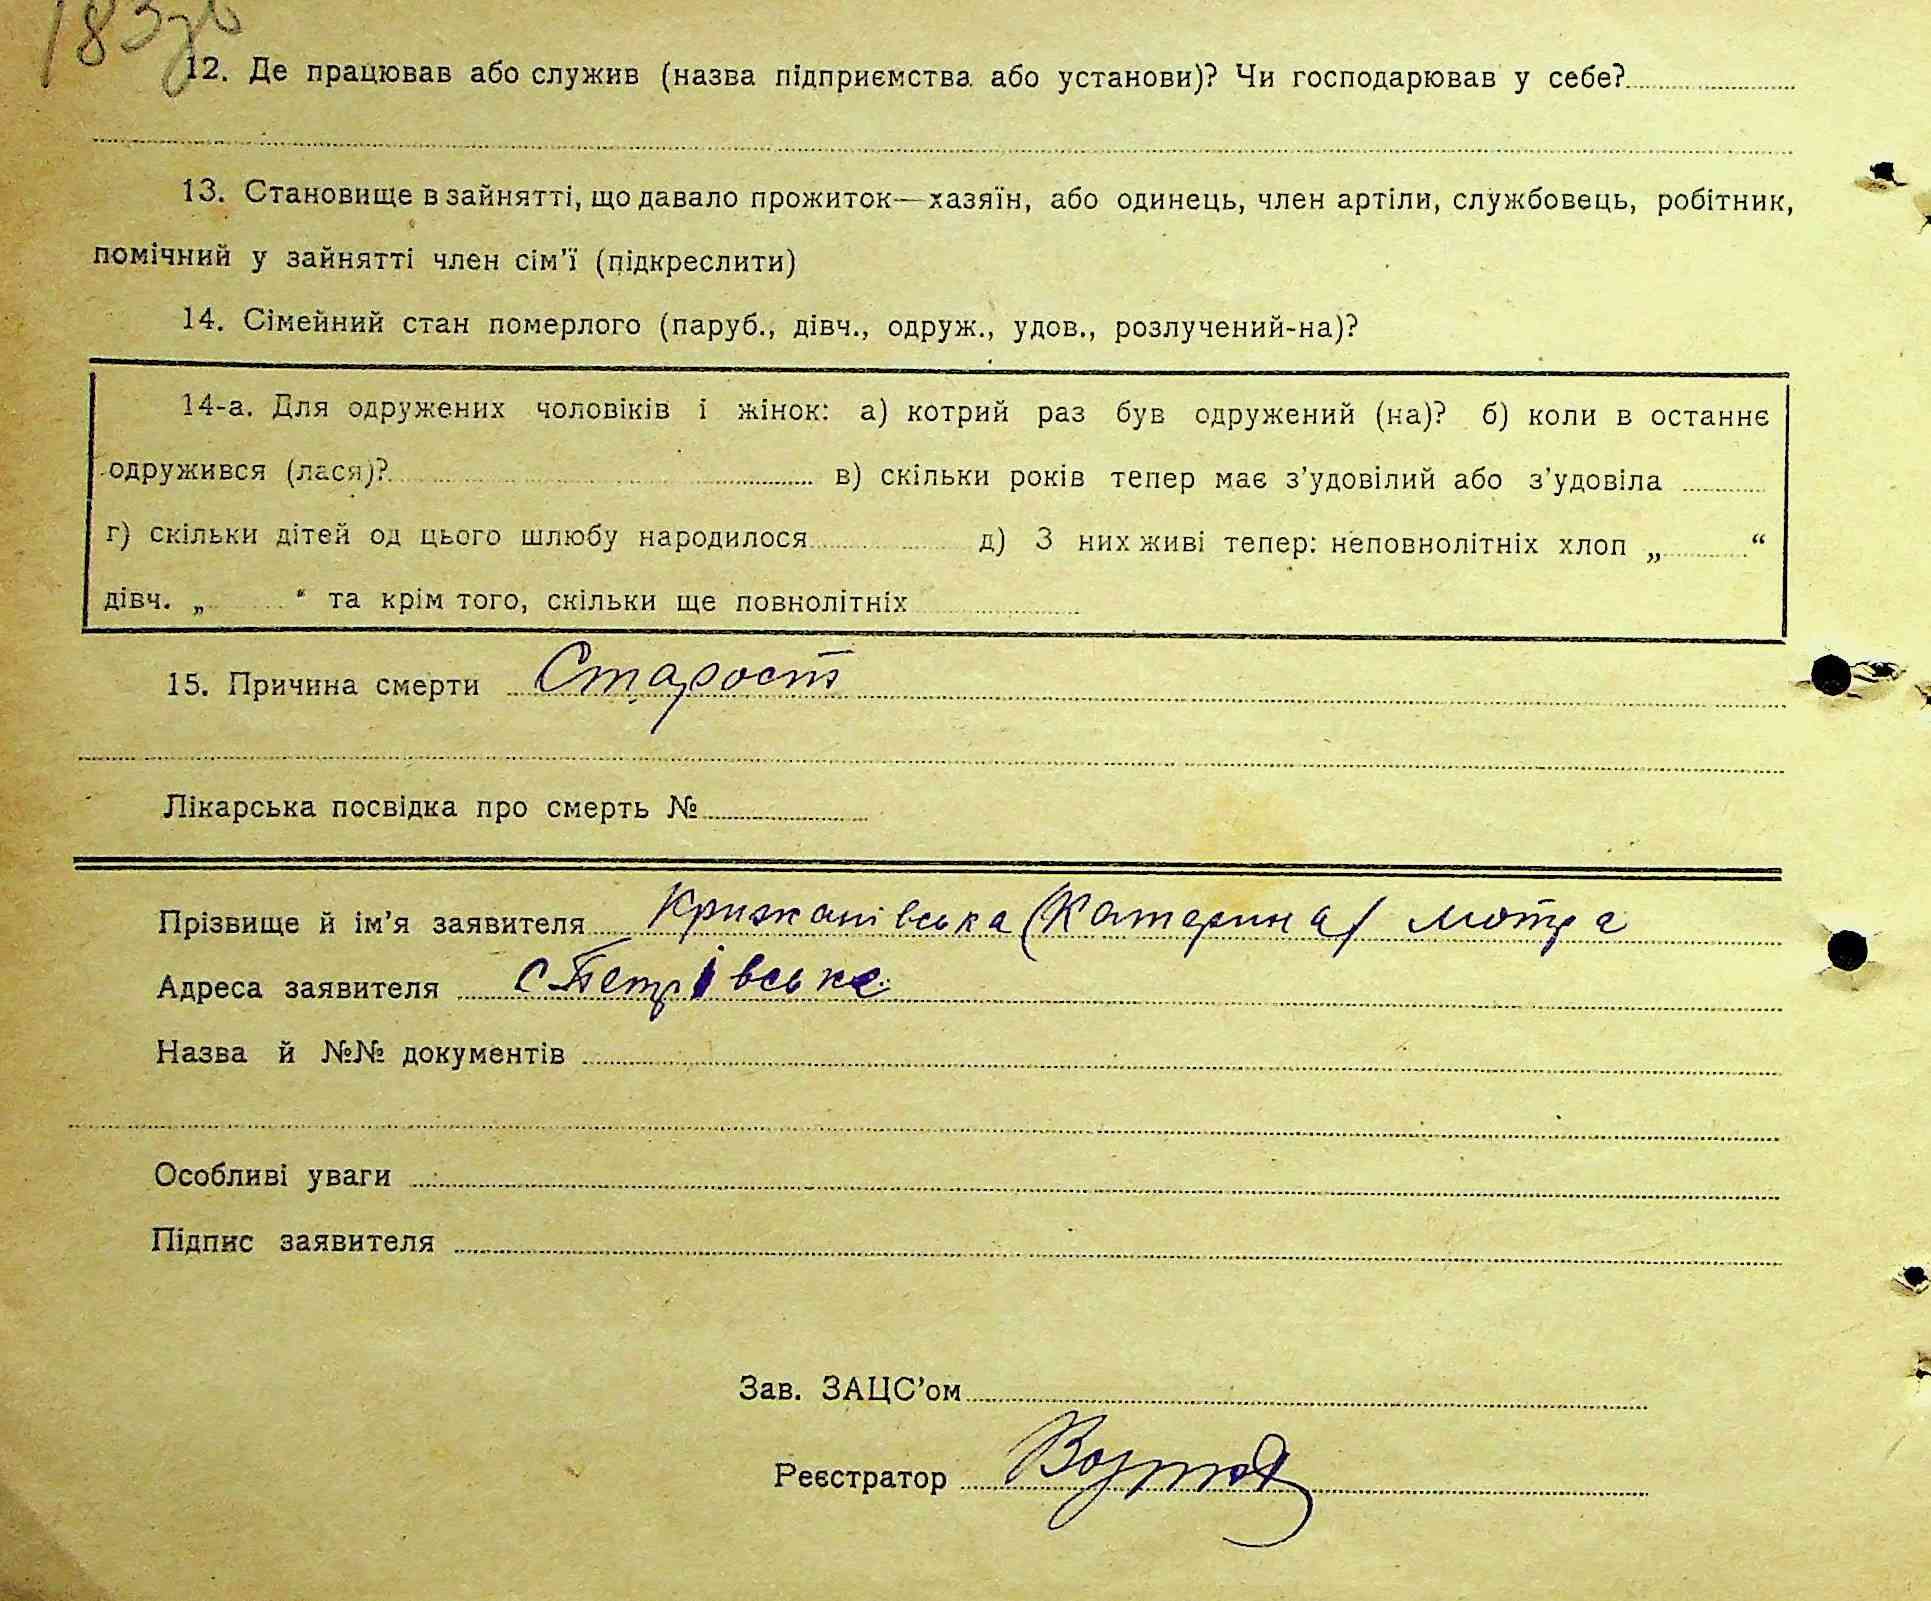 183зв
12. Де працював або служив (назва підприємства або установи)? Чи господарював у себе?
13. Становище в зайнятті, що давало прожиток—хазяїн, або одинець, член артіли, службовець, робітник,
помічний у зайнятті член сім'ї (підкреслити)
14. Сімейний стан померлого (паруб., дівч., одруж., удов., розлучений-на)?
14-а. Для одружених чоловіків і жінок: а) котрий раз був одружений (на)? б) коли в останнє
одружився (лася)? в) скільки років тепер має з'удовілий або з'удовіла
г) скільки дітей од цього шлюбу народилося д) З них живі тепер: неповнолітніх хлоп „ “
дівч. „ “ та крім того, скільки ще повнолітніх
15. Причина смерти Старость
Лікарська посвідка про смерть №
Прізвище й ім'я заявителя Крижанівська (Катерина) Мотря
Адреса заявителя с Петрівське
Назва й №№ документів
Особливі уваги
Підпис заявителя
Зав. ЗАЦС'ом
Реєстратор